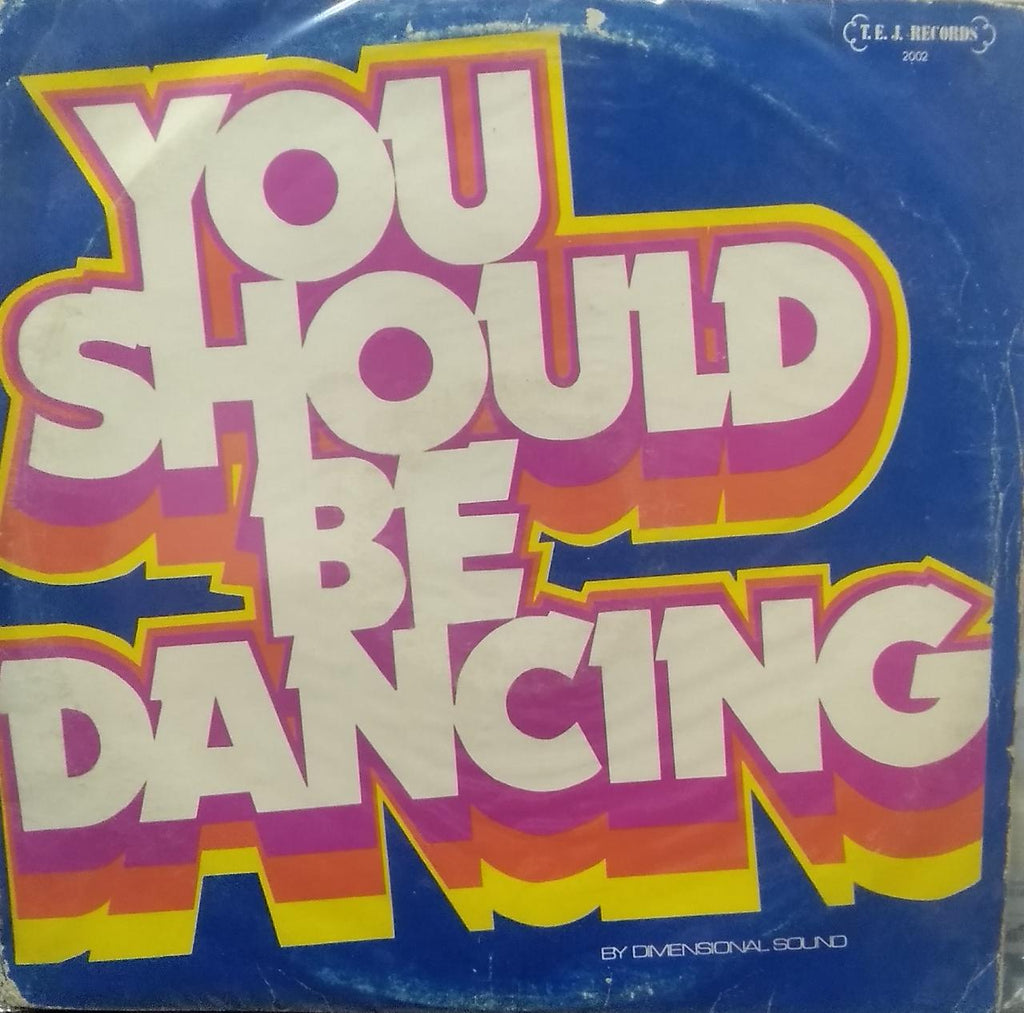 T. E. J. RECORDS
2002
YOU
SHOULD
BE
DANCING
BY DIMENSIONAL SOUND